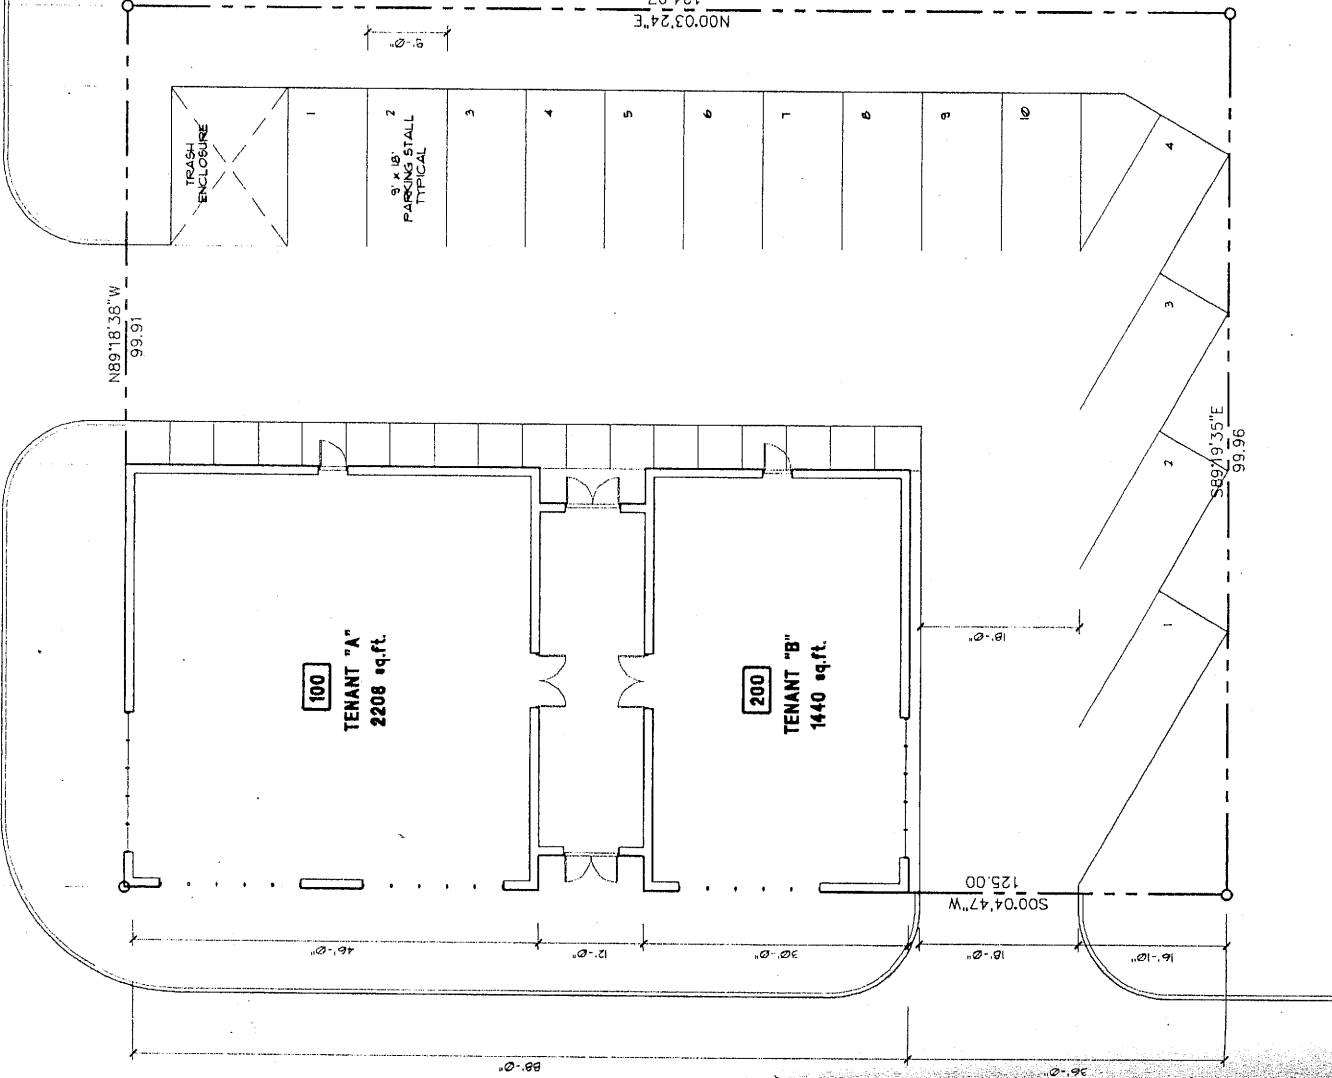 N00°03'24"E
9'-0"
TRASH
ENCLOSURE
1
2
9' x 18'
PARKING STALL
TYPICAL
3
4
5
6
7
8
9
10
4
3
2
1
N89°18'38"W
99.91
S89°19'35"E
99.96
100
TENANT "A"
2208 sq.ft.
200
TENANT "B"
1440 sq.ft.
18'-0"
125.00
S00°04'47"W
46'-0"
12'-0"
30'-0"
18'-0"
16'-10"
88'-0"
36'-0"